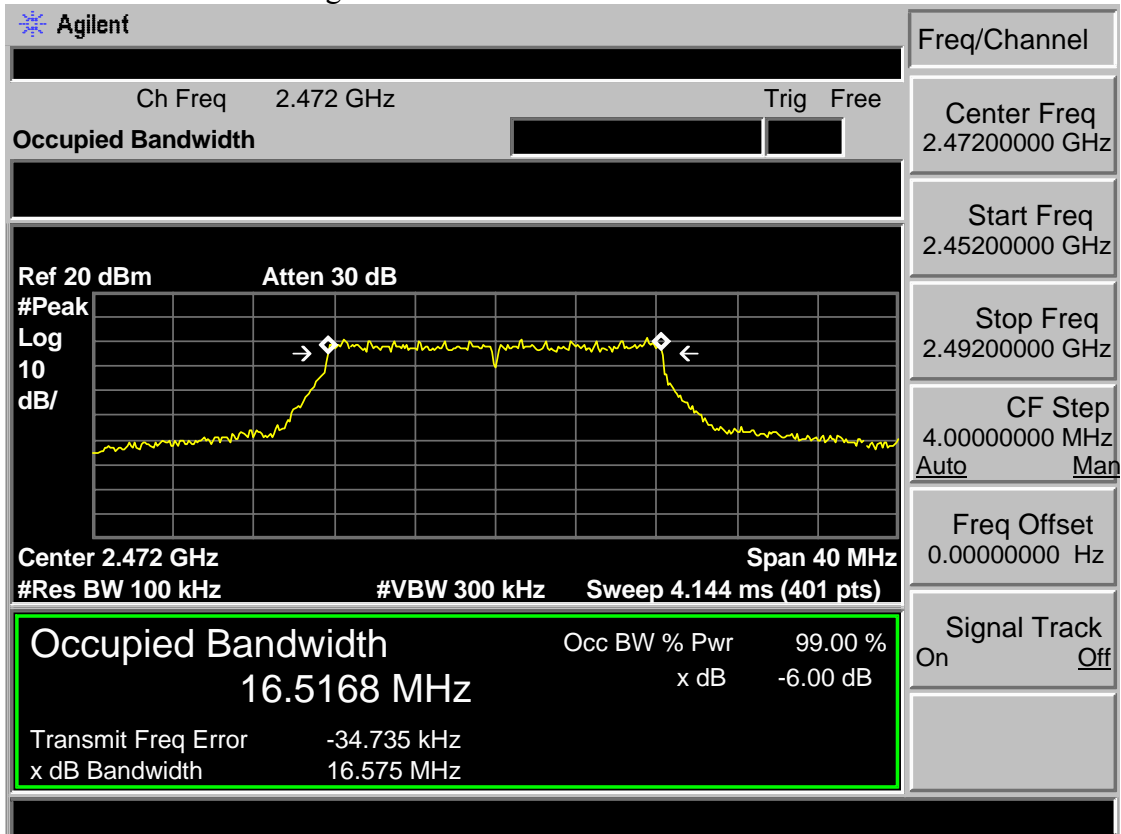 Agilent
Freq/Channel
Ch Freq 2.472 GHz Trig Free
Occupied Bandwidth
Center Freq
2.47200000 GHz
Start Freq
2.45200000 GHz
Stop Freq
2.49200000 GHz
CF Step
4.00000000 MHz
Auto Man
Freq Offset
0.00000000 Hz
Signal Track
On Off
Ref 20 dBm Atten 30 dB
#Peak
Log
10
dB/
Center 2.472 GHz Span 40 MHz
#Res BW 100 kHz #VBW 300 kHz Sweep 4.144 ms (401 pts)
Occupied Bandwidth
16.5168 MHz
Occ BW % Pwr 99.00 %
x dB -6.00 dB
Transmit Freq Error -34.735 kHz
x dB Bandwidth 16.575 MHz